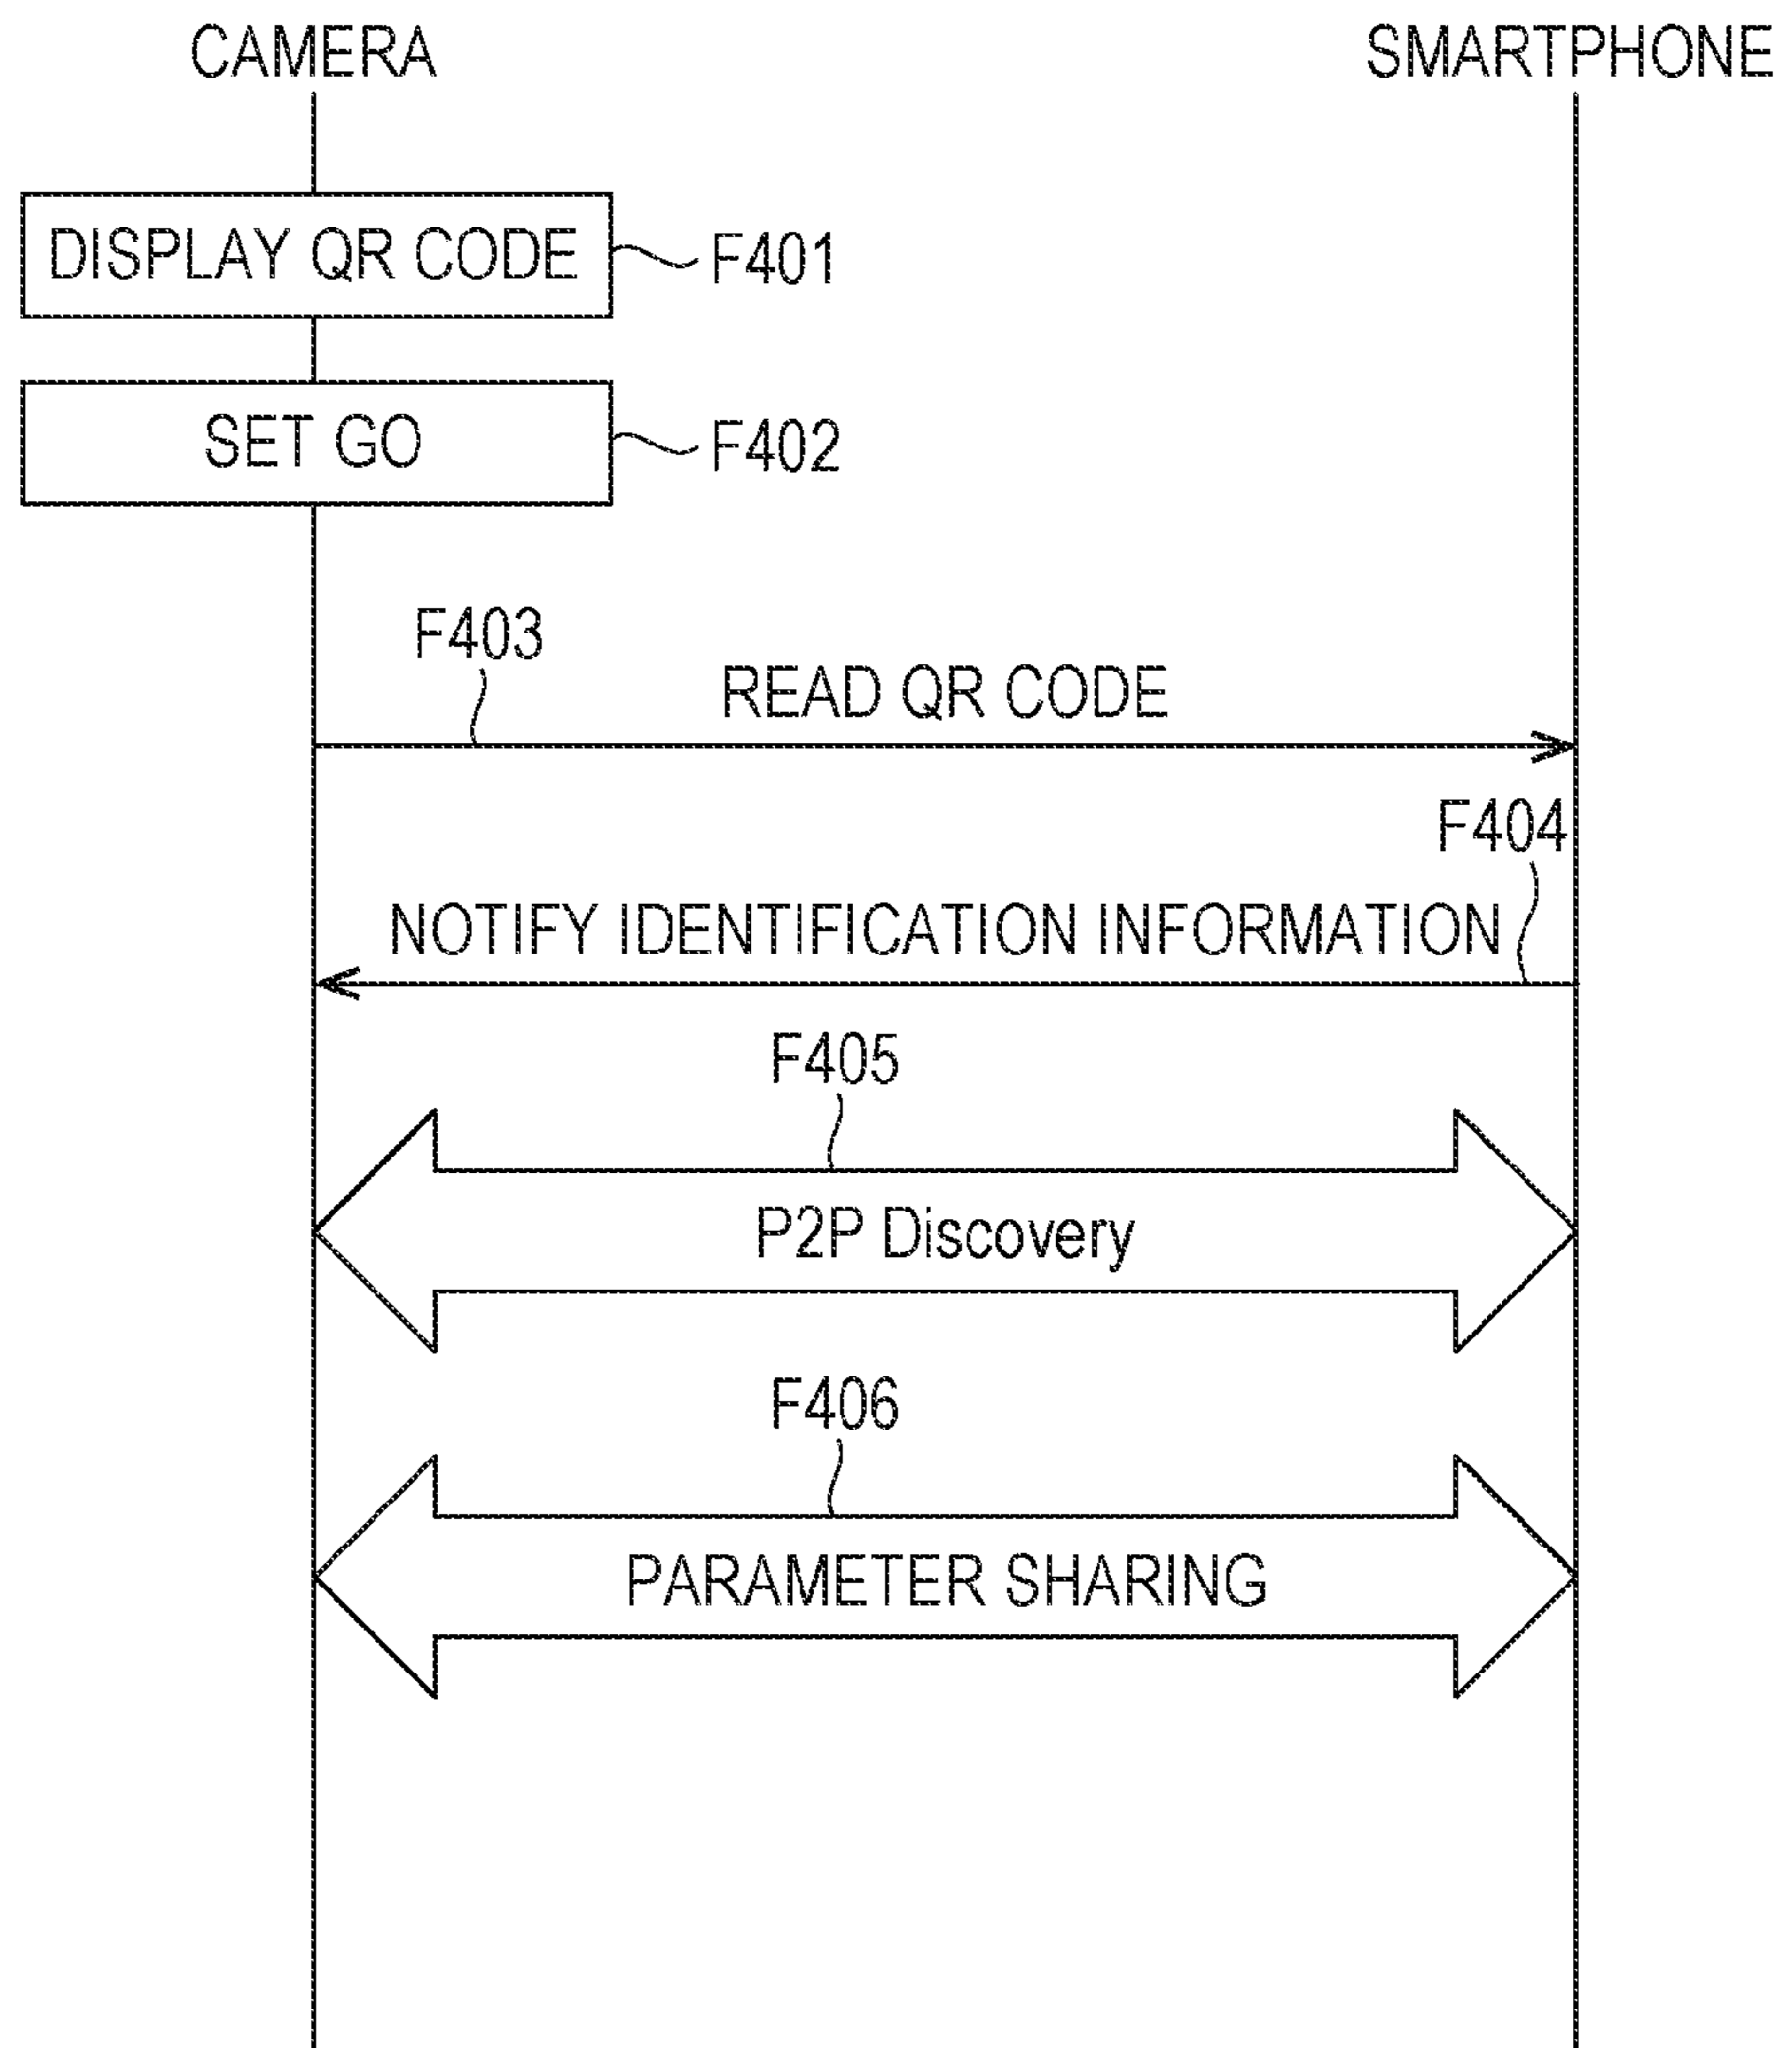 CAMERA
SMARTPHONE
DISPLAY QR CODE
F401
SET GO
F402
F403
READ QR CODE
F404
NOTIFY IDENTIFICATION INFORMATION
F405
P2P Discovery
F406
PARAMETER SHARING